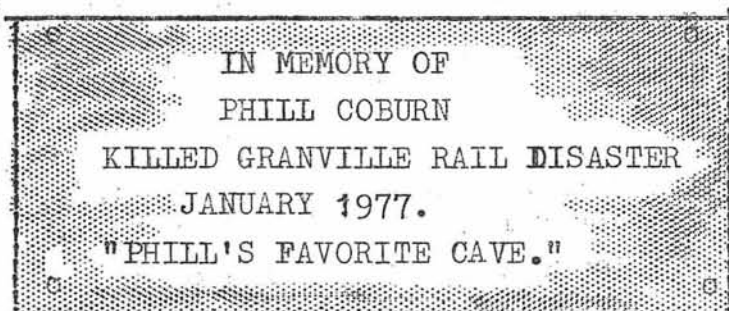 IN MEMORY OF
PHILL COBURN
KILLED GRANVILLE RAIL DISASTER
JANUARY 1977.
"PHILL'S FAVORITE CAVE."